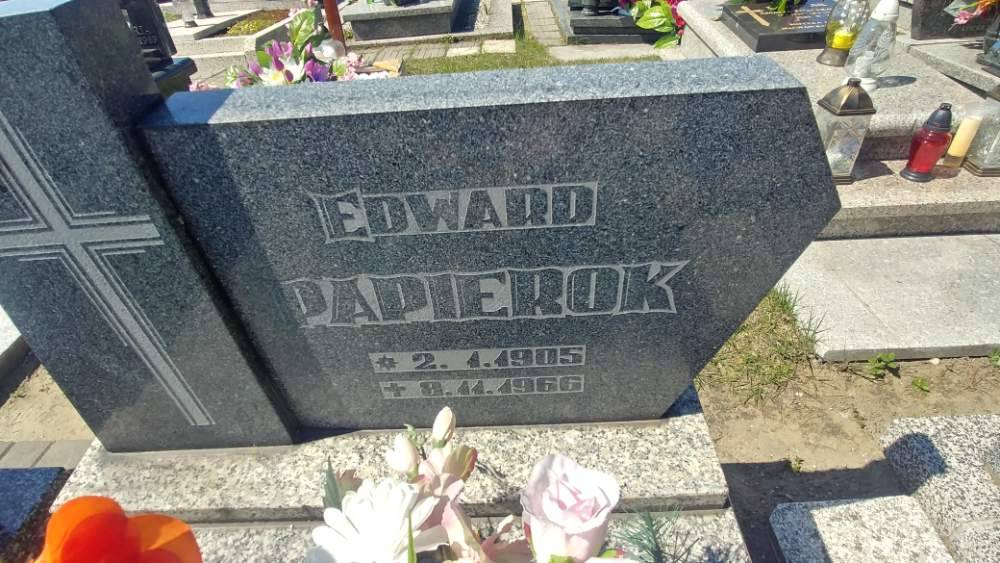 EDWARD
PAPIEROK
* 2.1.1905
+ 8.11.1966